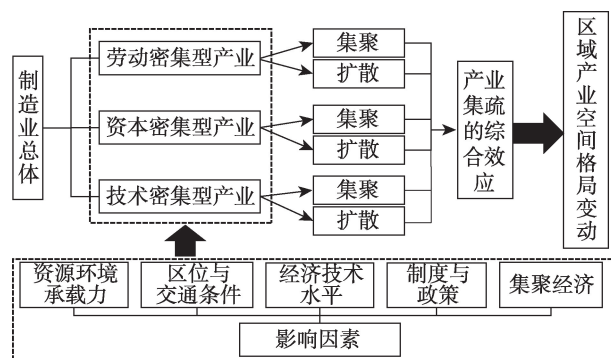 制造业总体
劳动密集型产业
资本密集型产业
技术密集型产业
集聚
扩散
集聚
扩散
集聚
扩散
产业集疏的综合效应
区域产业空间格局变动
资源环境
承载力
区位与
交通条件
经济技术
水平
制度与
政策
集聚经济
影响因素